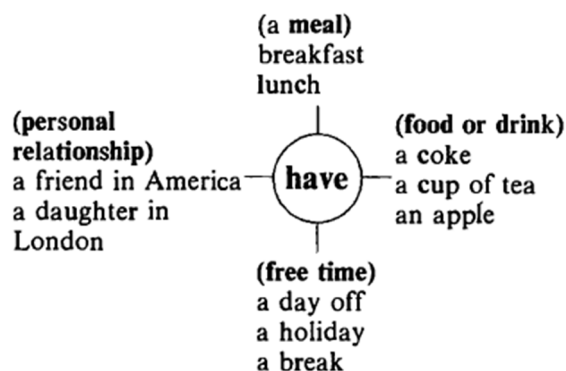 (a meal)
breakfast
lunch
(personal
relationship)
a friend in America
a daughter in
London
have
(food or drink)
a coke
a cup of tea
an apple
(free time)
a day off
a holiday
a break